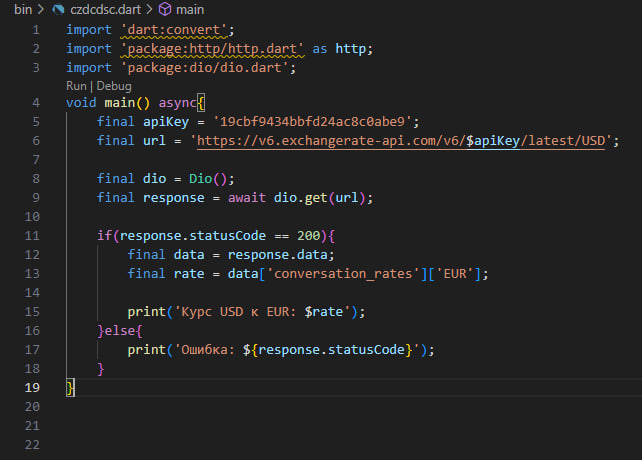 bin > czdcdsc.dart > main
1 import 'dart:convert';
2 import 'package:http/http.dart' as http;
3 import 'package:dio/dio.dart';
Run | Debug
4 void main() async{
5     final apiKey = '19cbf9434bbfd24ac8c0abe9';
6     final url = 'https://v6.exchangerate-api.com/v6/$apiKey/latest/USD';
7
8     final dio = Dio();
9     final response = await dio.get(url);
10
11     if(response.statusCode == 200){
12         final data = response.data;
13         final rate = data['conversation_rates']['EUR'];
14
15         print('Курс USD к EUR: $rate');
16     }else{
17         print('Ошибка: ${response.statusCode}');
18     }
19 }
20
21
22